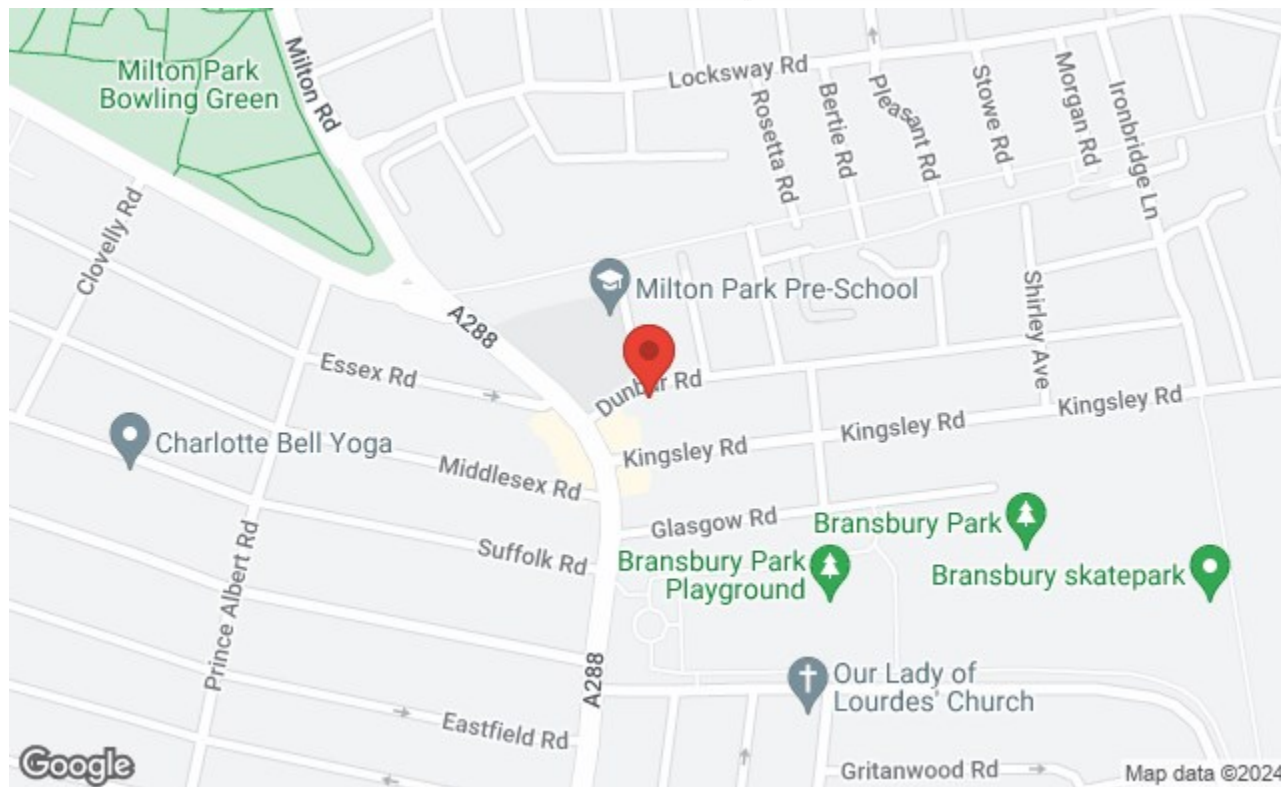 Milton Park
Bowling Green
Milton Rd
Locksway Rd
Rosetta Rd
Bertie Rd
Pleasant Rd
Stowe Rd
Morgan Rd
Ironbridge Ln
Clovelly Rd
A288
Milton Park Pre-School
Shirley Ave
Essex Rd
Dunbar Rd
Kingsley Rd
Kingsley Rd
Kingsley Rd
Charlotte Bell Yoga
Middlesex Rd
Glasgow Rd
Bransbury Park
Prince Albert Rd
Suffolk Rd
Bransbury Park
Playground
Bransbury skatepark
A288
Our Lady of
Lourdes' Church
Eastfield Rd
Gritanwood Rd
Google
Map data ©2024